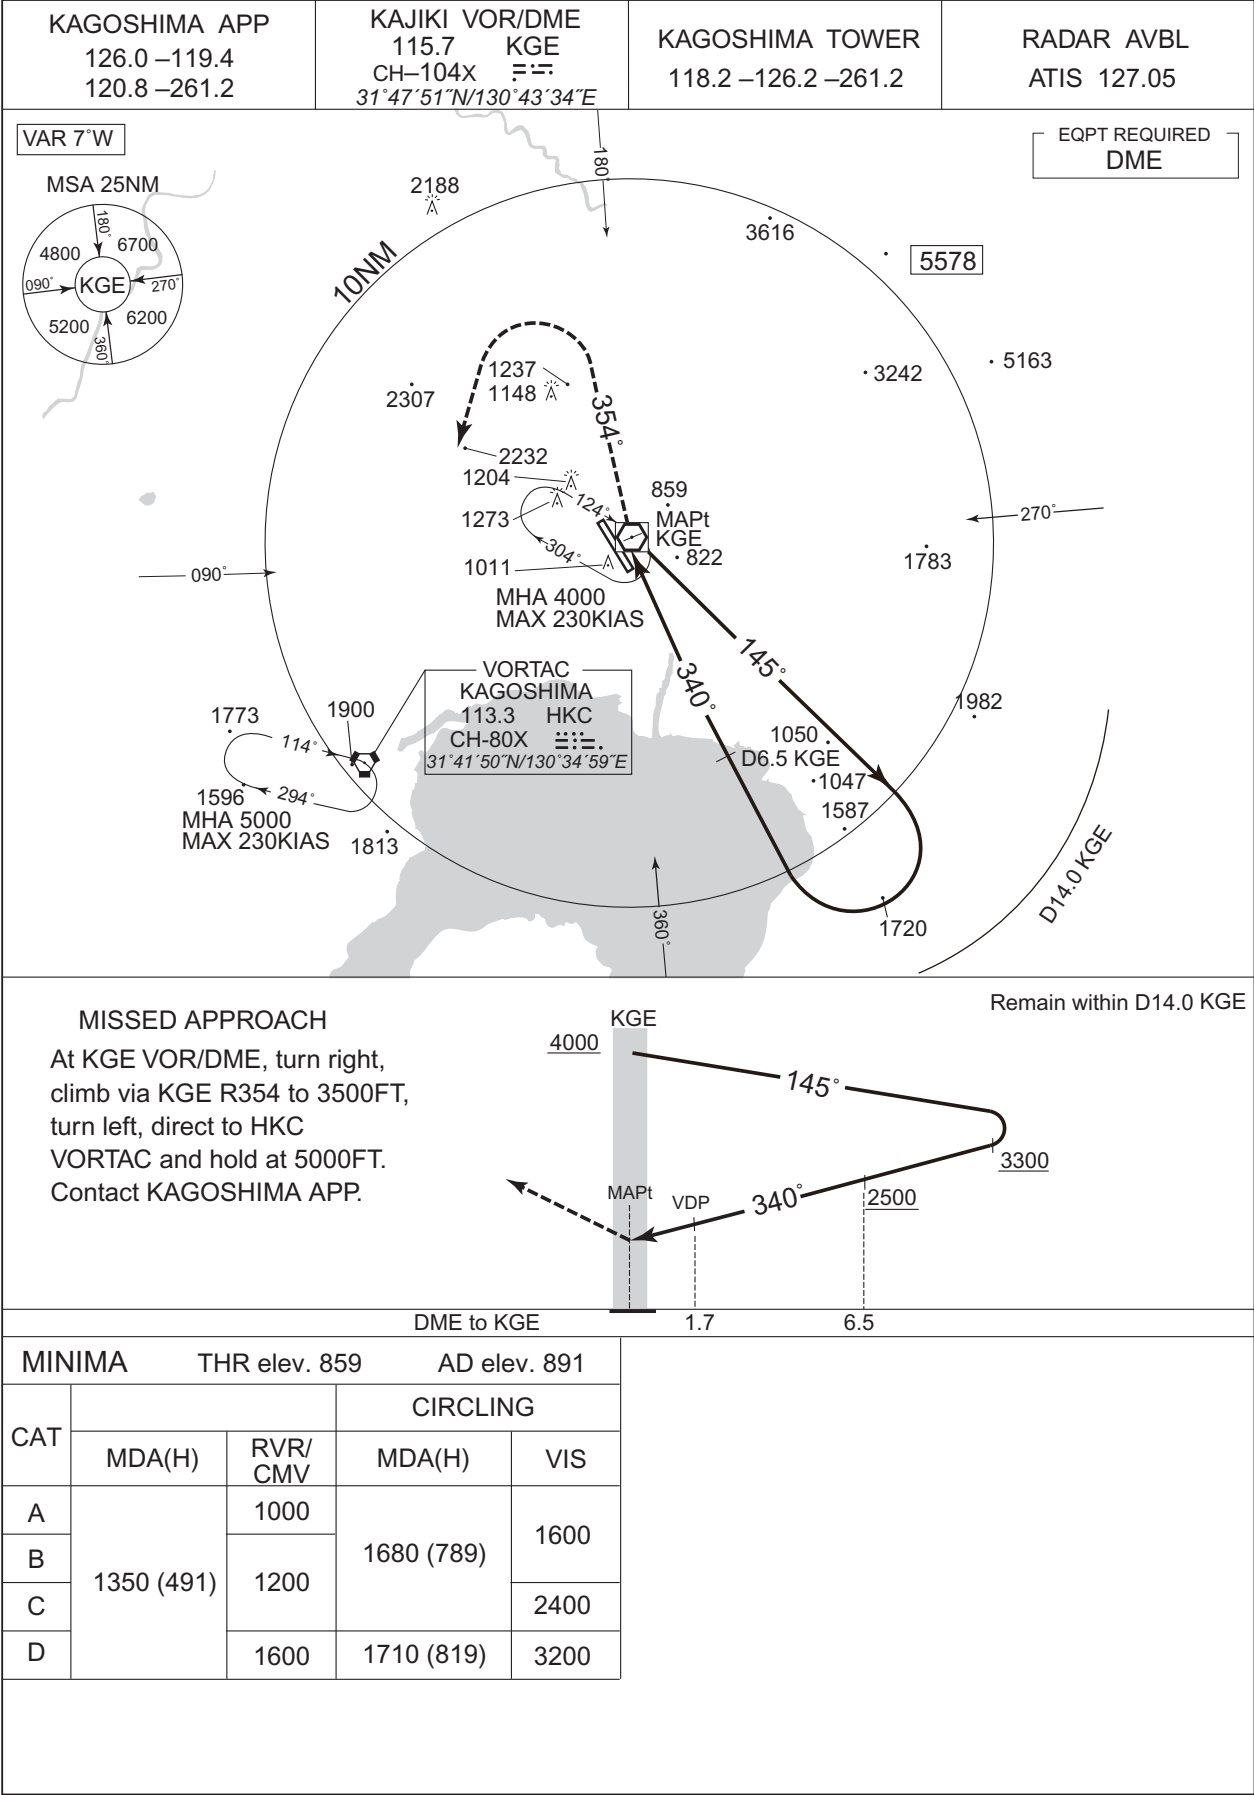 KAGOSHIMA APP
126.0 –119.4
120.8 –261.2
KAJIKI VOR/DME
115.7 KGE
CH–104X
31˚47´51˝N/130˚43´34˝E
KAGOSHIMA TOWER
118.2 –126.2 –261.2
RADAR AVBL
ATIS 127.05
VAR 7˚W
MSA 25NM
180˚
4800
6700
090˚
KGE
270˚
5200
6200
360˚
EQPT REQUIRED
DME
180˚
2188
3616
5578
10NM
1237
1148
2307
3242
5163
354˚
2232
1204
1273
124˚
859
MAPt
KGE
822
304˚
1011
270˚
1783
090˚
MHA 4000
MAX 230KIAS
145˚
340˚
VORTAC
KAGOSHIMA
113.3 HKC
CH-80X
31˚41´50˝N/130˚34´59˝E
1982
1773
1900
114˚
1050
D6.5 KGE
1047
1596
294˚
1587
MHA 5000
MAX 230KIAS
1813
D14.0 KGE
360˚
1720
MISSED APPROACH
At KGE VOR/DME, turn right,
climb via KGE R354 to 3500FT,
turn left, direct to HKC
VORTAC and hold at 5000FT.
Contact KAGOSHIMA APP.
Remain within D14.0 KGE
KGE
4000
145˚
3300
MAPt
VDP
340˚
2500
DME to KGE
1.7
6.5
MINIMA THR elev. 859 AD elev. 891
CAT
CIRCLING
MDA(H)
RVR/
CMV
MDA(H)
VIS
A
1000
1600
B
1680 (789)
1350 (491)
1200
C
2400
D
1600
1710 (819)
3200